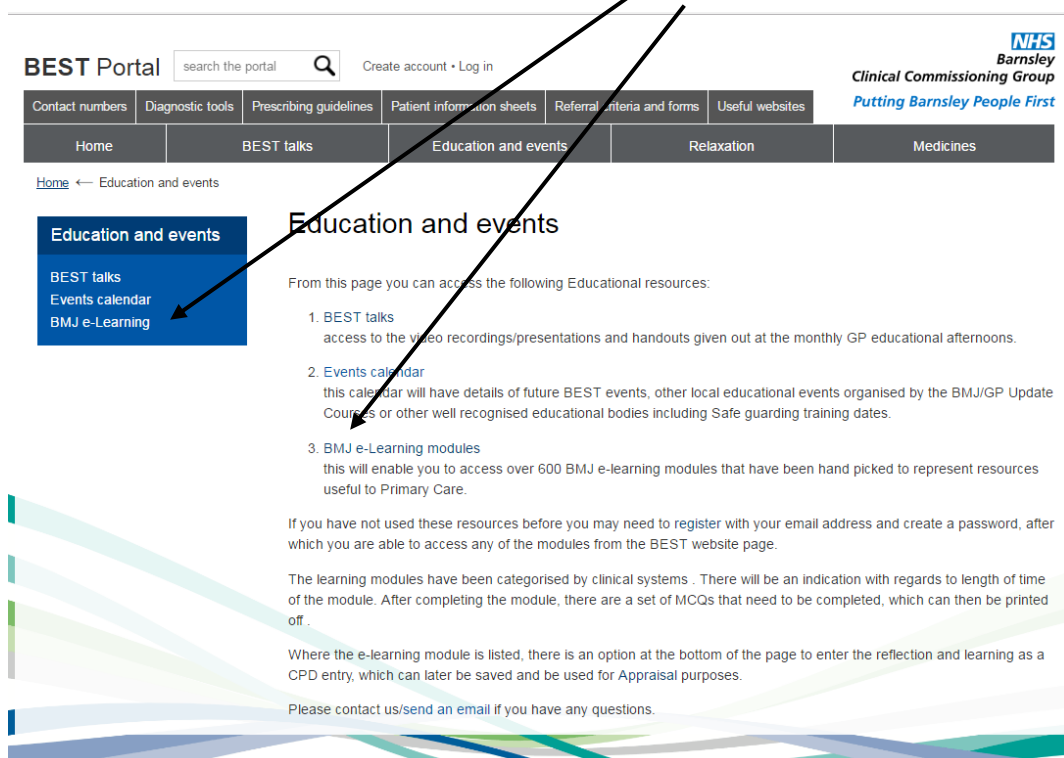 NHS
Barnsley
Clinical Commissioning Group
Putting Barnsley People First
BEST Portal search the portal Create account • Log in
Contact numbers Diagnostic tools Prescribing guidelines Patient information sheets Referral criteria and forms Useful websites
Home BEST talks Education and events Relaxation Medicines
Home ← Education and events
Education and events
BEST talks
Events calendar
BMJ e-Learning
Education and events
From this page you can access the following Educational resources:
1. BEST talks
access to the video recordings/presentations and handouts given out at the monthly GP educational afternoons.
2. Events calendar
this calendar will have details of future BEST events, other local educational events organised by the BMJ/GP Update
Courses or other well recognised educational bodies including Safe guarding training dates.
3. BMJ e-Learning modules
this will enable you to access over 600 BMJ e-learning modules that have been hand picked to represent resources
useful to Primary Care.
If you have not used these resources before you may need to register with your email address and create a password, after
which you are able to access any of the modules from the BEST website page.
The learning modules have been categorised by clinical systems . There will be an indication with regards to length of time
of the module. After completing the module, there are a set of MCQs that need to be completed, which can then be printed
off .
Where the e-learning module is listed, there is an option at the bottom of the page to enter the reflection and learning as a
CPD entry, which can later be saved and be used for Appraisal purposes.
Please contact us/send an email if you have any questions.